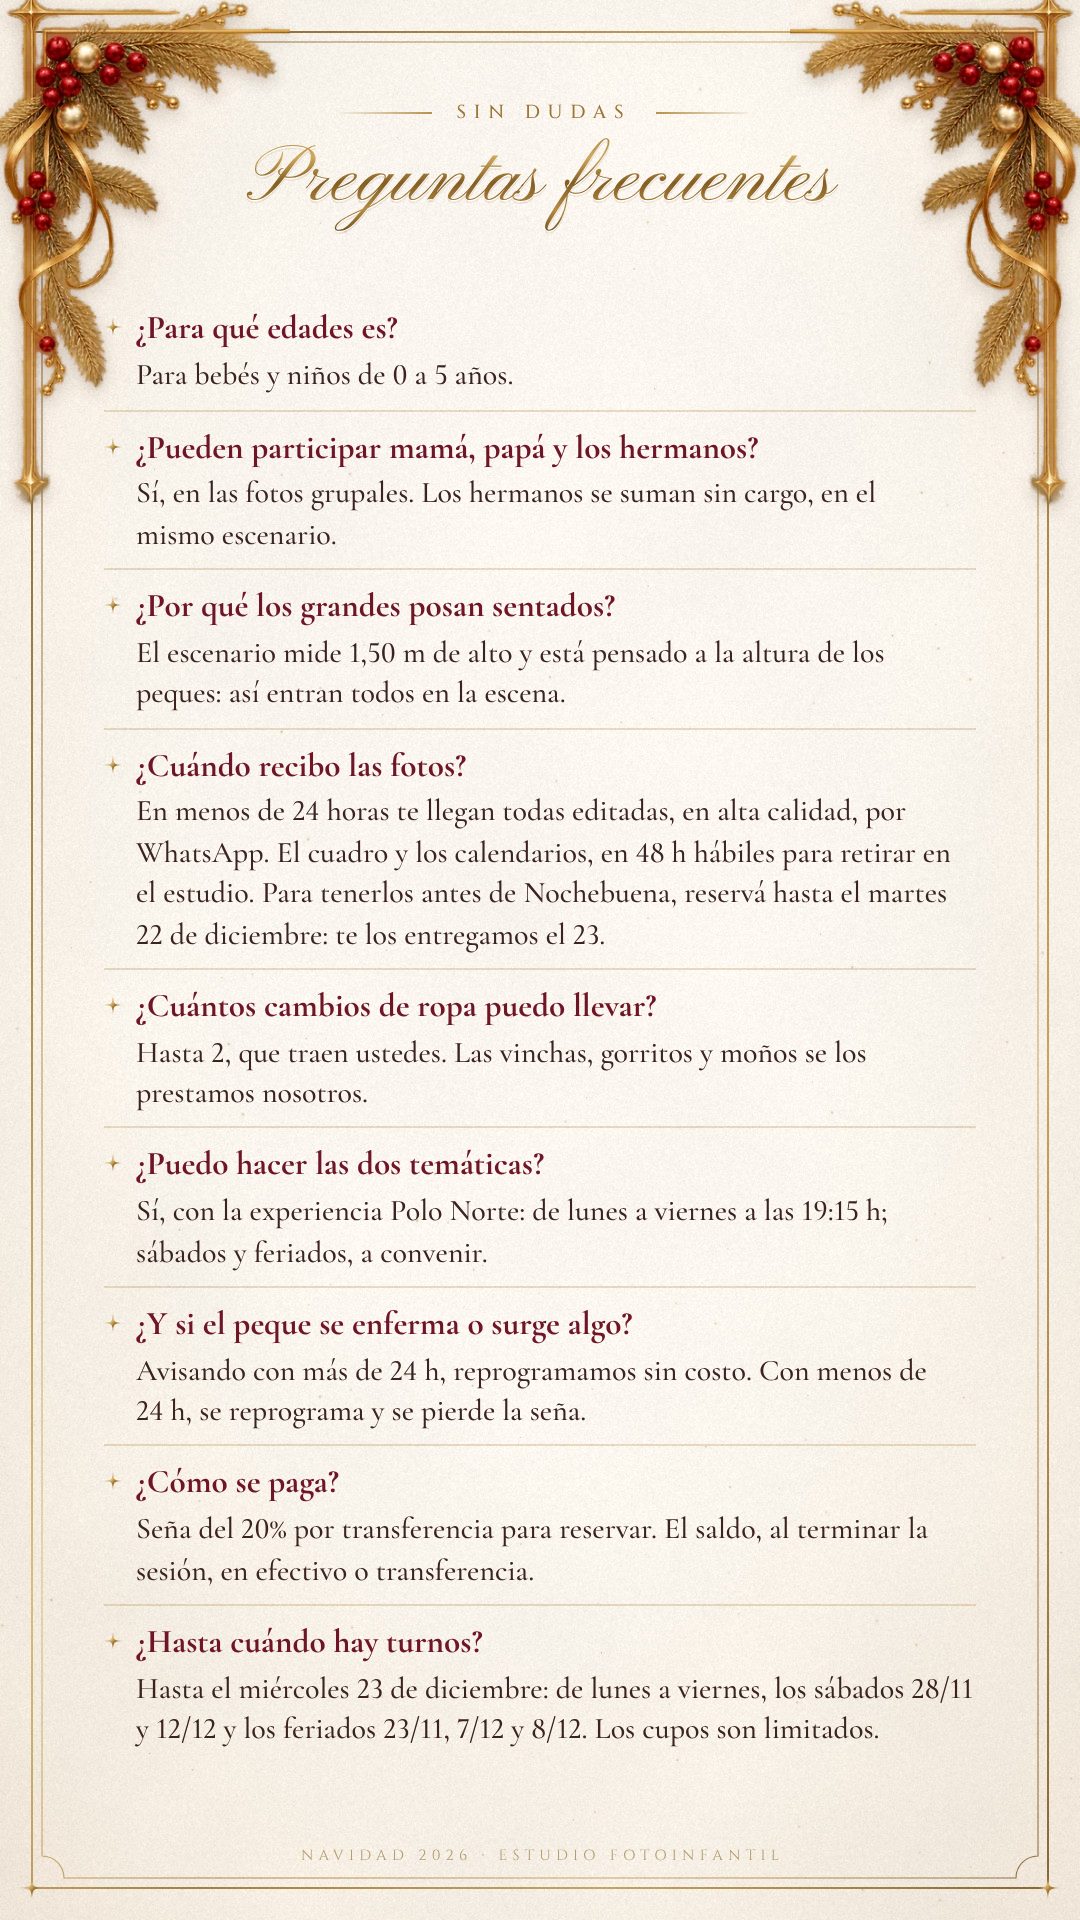 SIN DUDAS
Preguntas frecuentes
¿Para qué edades es?
Para bebés y niños de 0 a 5 años.
¿Pueden participar mamá, papá y los hermanos?
Sí, en las fotos grupales. Los hermanos se suman sin cargo, en el
mismo escenario.
¿Por qué los grandes posan sentados?
El escenario mide 1,50 m de alto y está pensado a la altura de los
peques: así entran todos en la escena.
¿Cuándo recibo las fotos?
En menos de 24 horas te llegan todas editadas, en alta calidad, por
WhatsApp. El cuadro y los calendarios, en 48 h hábiles para retirar en
el estudio. Para tenerlos antes de Nochebuena, reservá hasta el martes
22 de diciembre: te los entregamos el 23.
¿Cuántos cambios de ropa puedo llevar?
Hasta 2, que traen ustedes. Las vinchas, gorritos y moños se los
prestamos nosotros.
¿Puedo hacer las dos temáticas?
Sí, con la experiencia Polo Norte: de lunes a viernes a las 19:15 h;
sábados y feriados, a convenir.
¿Y si el peque se enferma o surge algo?
Avisando con más de 24 h, reprogramamos sin costo. Con menos de
24 h, se reprograma y se pierde la seña.
¿Cómo se paga?
Seña del 20% por transferencia para reservar. El saldo, al terminar la
sesión, en efectivo o transferencia.
¿Hasta cuándo hay turnos?
Hasta el miércoles 23 de diciembre: de lunes a viernes, los sábados 28/11
y 12/12 y los feriados 23/11, 7/12 y 8/12. Los cupos son limitados.
NAVIDAD 2026 · ESTUDIO FOTOINFANTIL